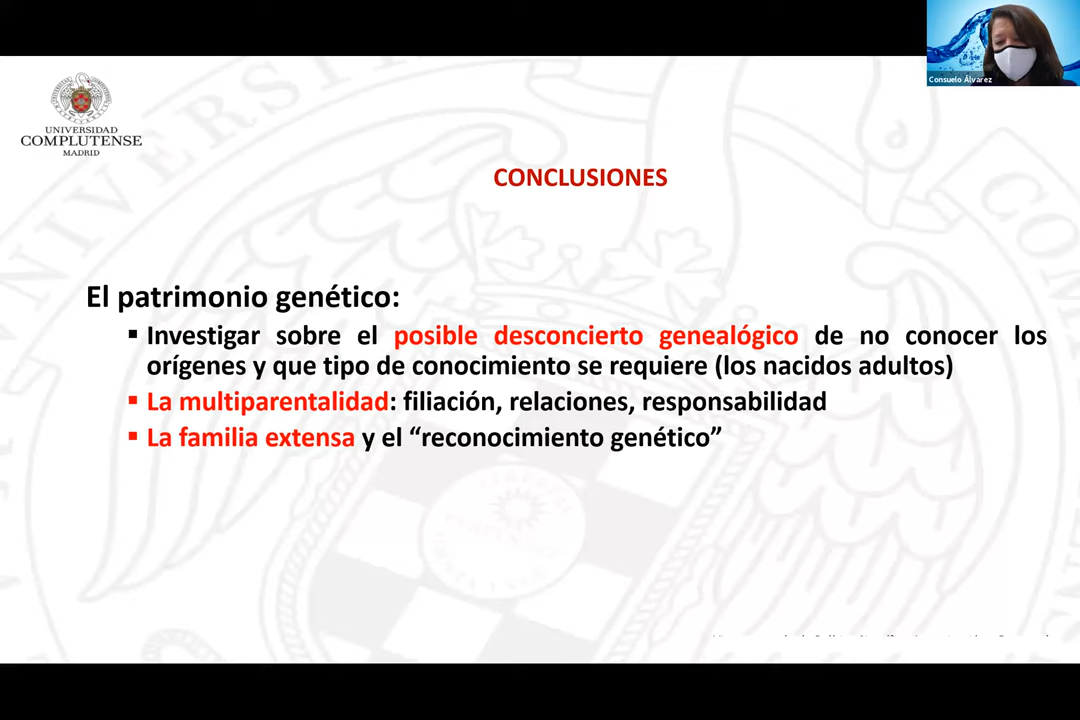 Consuelo Álvarez
UNIVERSIDAD
COMPLUTENSE
MADRID
CONCLUSIONES
El patrimonio genético:
▪ Investigar sobre el posible desconcierto genealógico de no conocer los
orígenes y que tipo de conocimiento se requiere (los nacidos adultos)
▪ La multiparentalidad: filiación, relaciones, responsabilidad
▪ La familia extensa y el “reconocimiento genético”